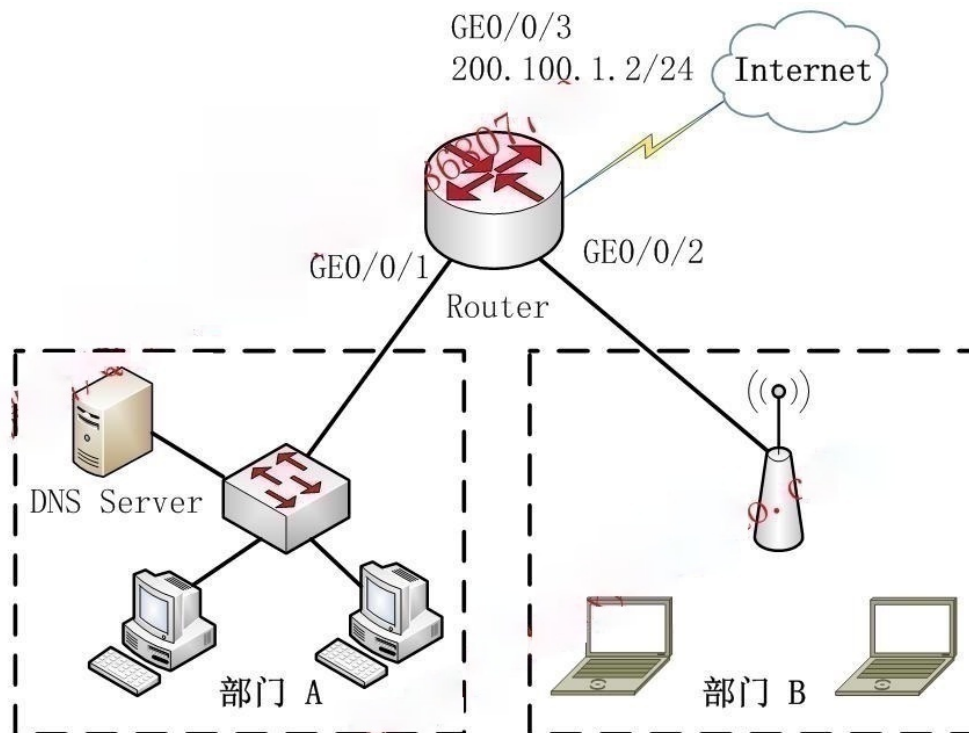 GE0/0/3
200.100.1.2/24
Internet
GE0/0/1
GE0/0/2
Router
DNS Server
部门 A
部门 B